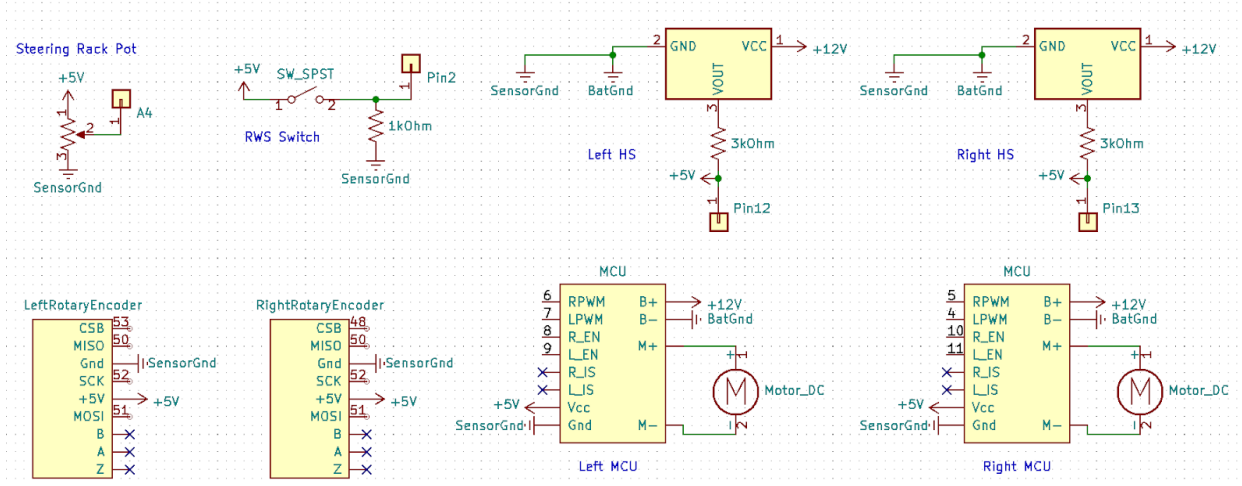 Steering Rack Pot
+5V
1
2
3
1
A4
SensorGnd
+5V
SW_SPST
1
2
1
Pin2
1kOhm
RWS Switch
SensorGnd
2
GND
VCC
1
+12V
VOUT
3
SensorGnd
BatGnd
3kOhm
Left HS
+5V
1
Pin12
2
GND
VCC
1
+12V
VOUT
3
SensorGnd
BatGnd
3kOhm
Right HS
+5V
1
Pin13
LeftRotaryEncoder
CSB 53
MISO 50
Gnd SensorGnd
SCK 52
+5V +5V
MOSI 51
B
A
Z
RightRotaryEncoder
CSB 48
MISO 50
Gnd SensorGnd
SCK 52
+5V +5V
MOSI 51
B
A
Z
MCU
6 RPWM B+ +12V
7 LPWM B- BatGnd
8 R_EN M+
9 L_EN
R_IS
L_IS
+5V Vcc
SensorGnd Gnd M-
+ 1
M Motor_DC
- 2
Left MCU
MCU
5 RPWM B+ +12V
4 LPWM B- BatGnd
10 R_EN M+
11 L_EN
R_IS
L_IS
+5V Vcc
SensorGnd Gnd M-
+ 1
M Motor_DC
- 2
Right MCU